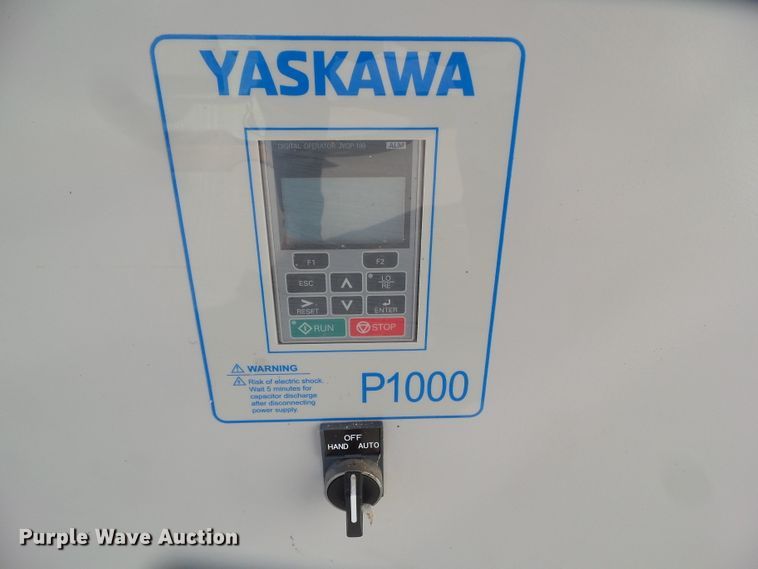 YASKAWA
DIGITAL OPERATOR JVOP-180
ALM
F1 F2
ESC LO RE
RESET ENTER
RUN STOP
WARNING
Risk of electric shock.
Wait 5 minutes for
capacitor discharge
after disconnecting
power supply.
P1000
OFF
HAND AUTO
Purple Wave Auction